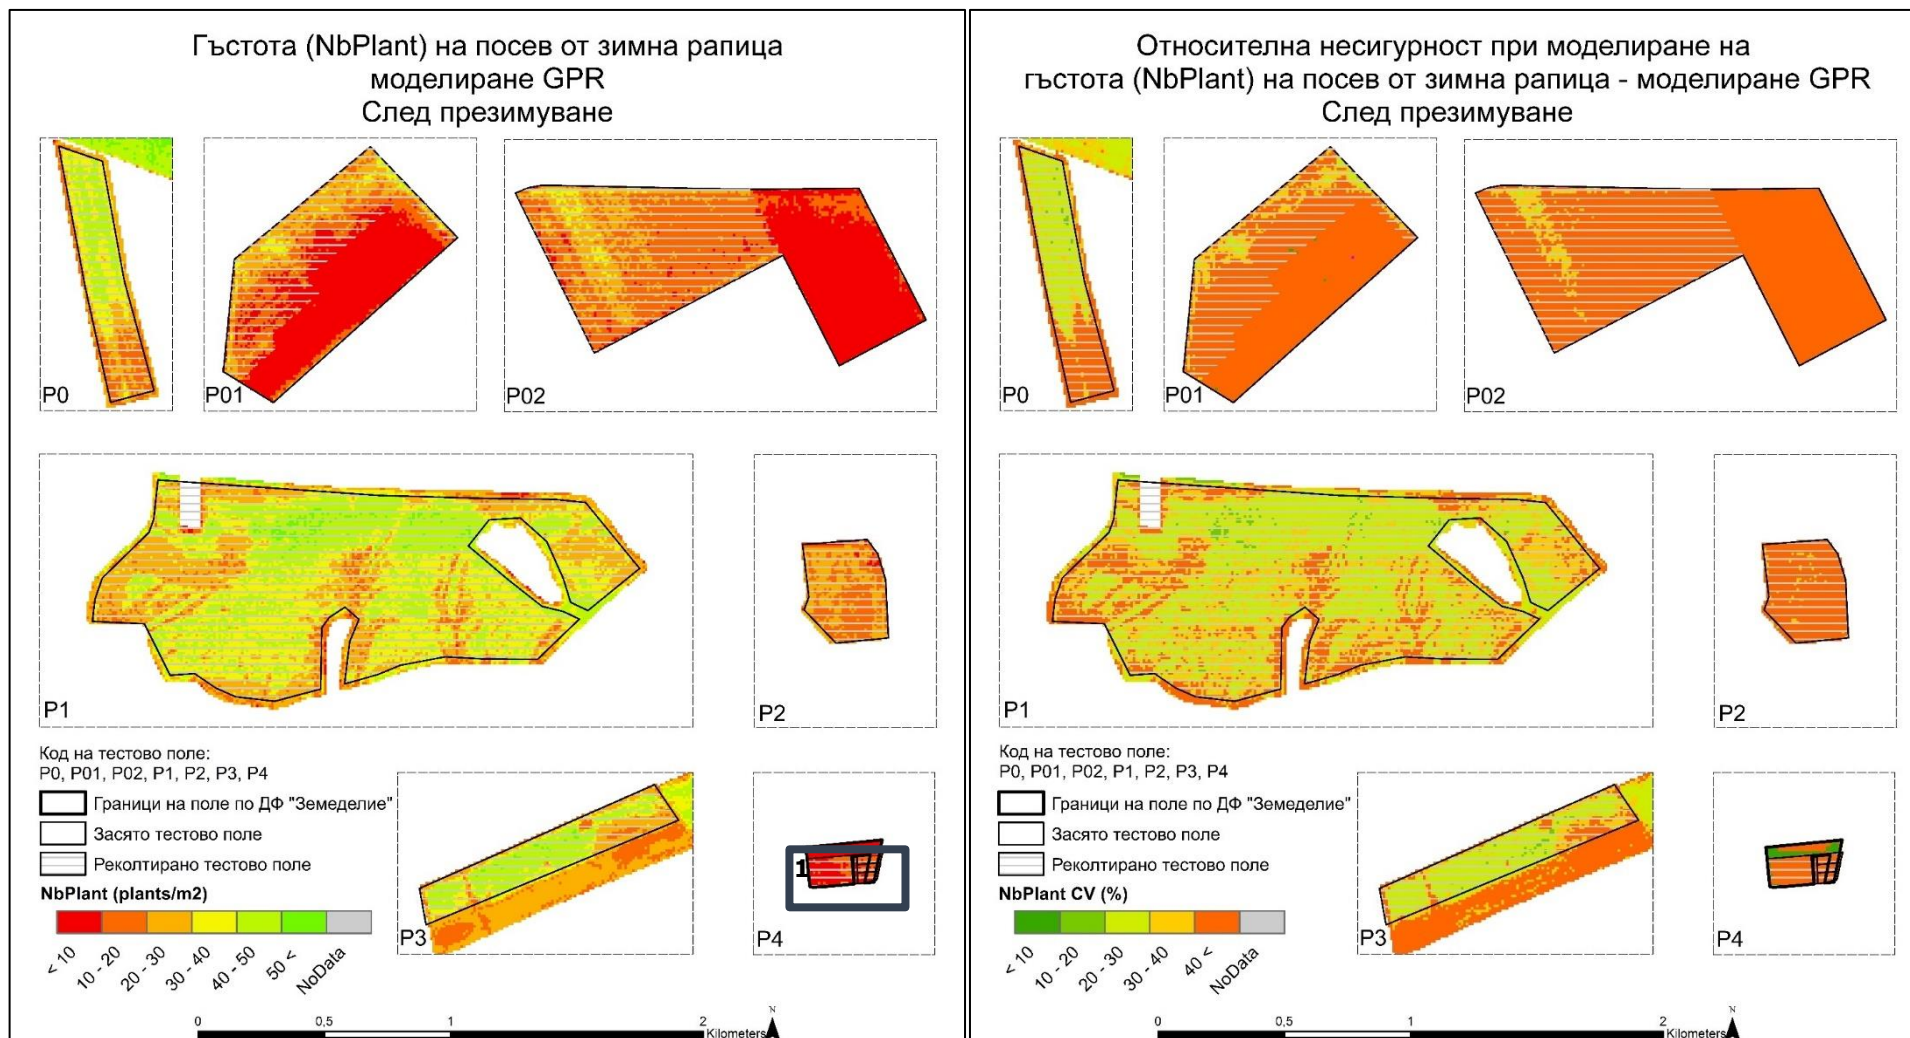 Гъстота (NbPlant) на посев от зимна рапица
моделиране GPR
След презимуване
P0
P01
P02
P1
P2
Код на тестово поле:
P0, P01, P02, P1, P2, P3, P4
Граници на поле по ДФ "Земеделие"
Засято тестово поле
Реколтирано тестово поле
NbPlant (plants/m2)
< 10
10 - 20
20 - 30
30 - 40
40 - 50
50 <
NoData
P3
1
P4
0
0,5
1
2
Kilometers
N
Относителна несигурност при моделиране на
гъстота (NbPlant) на посев от зимна рапица - моделиране GPR
След презимуване
P0
P01
P02
P1
P2
Код на тестово поле:
P0, P01, P02, P1, P2, P3, P4
Граници на поле по ДФ "Земеделие"
Засято тестово поле
Реколтирано тестово поле
NbPlant CV (%)
< 10
10 - 20
20 - 30
30 - 40
40 <
NoData
P3
P4
0
0,5
1
2
Kilometers
N